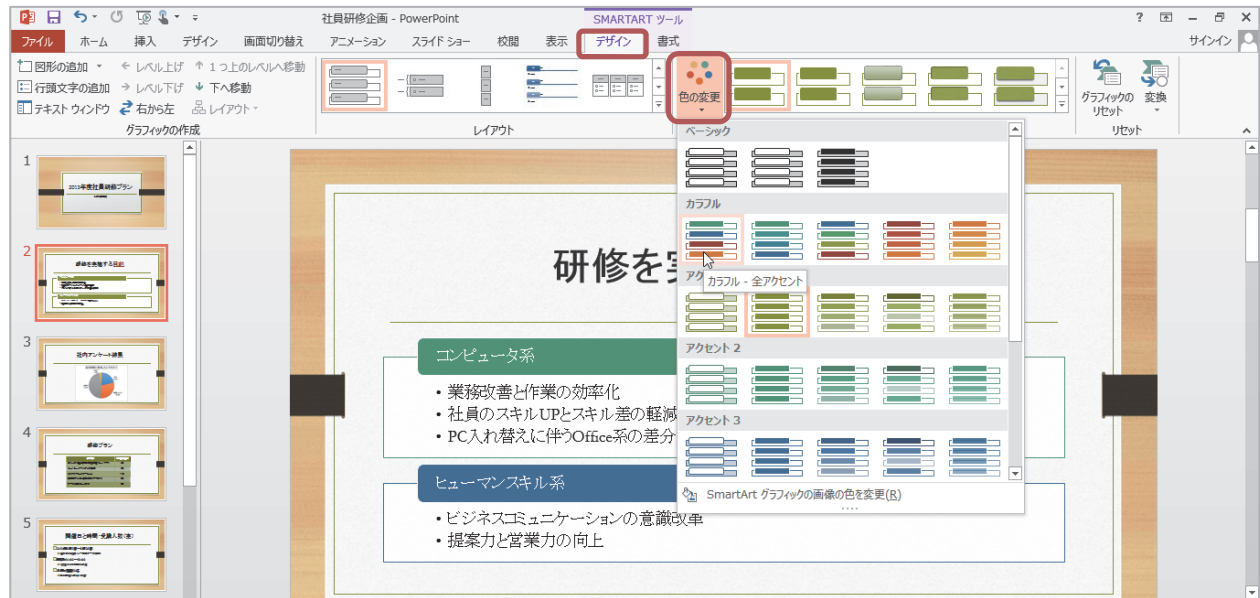 社員研修企画 - PowerPoint
SMARTART ツール
?
ファイル
ホーム
挿入
デザイン
画面切り替え
アニメーション
スライド ショー
校閲
表示
デザイン
書式
サインイン
図形の追加
レベル上げ
1つ上のレベルへ移動
行頭文字の追加
レベル下げ
下へ移動
テキスト ウィンドウ
右から左
レイアウト
グラフィックの作成
レイアウト
色の変更
グラフィックの
リセット
変換
リセット
ベーシック
カラフル
カラフル - 全アクセント
アクセント 2
アクセント 3
SmartArt グラフィックの画像の色を変更(R)
1
2013年度社員研修プラン
2
研修を実施する目的
3
社内アンケート結果
4
研修プラン
5
開催日と時間・受講人数(案)
研修を
コンピュータ系
・業務改善と作業の効率化
・社員のスキルUPとスキル差の軽減
・PC入れ替えに伴うOffice系の差分
ヒューマンスキル系
・ビジネスコミュニケーションの意識改革
・提案力と営業力の向上